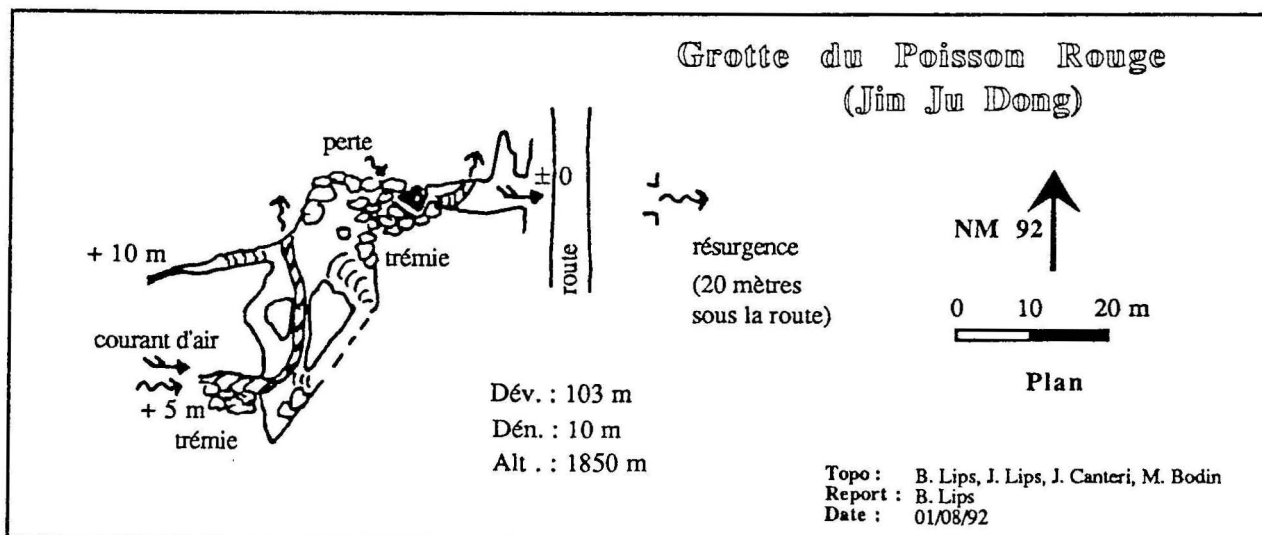 Grotte du Poisson Rouge
(Jin Ju Dong)
perte
± 0
+ 10 m
trémie
route
résurgence
(20 mètres
sous la route)
NM 92
0 10 20 m
Plan
courant d'air
+ 5 m
trémie
Dév. : 103 m
Dén. : 10 m
Alt . : 1850 m
Topo : B. Lips, J. Lips, J. Canteri, M. Bodin
Report : B. Lips
Date : 01/08/92